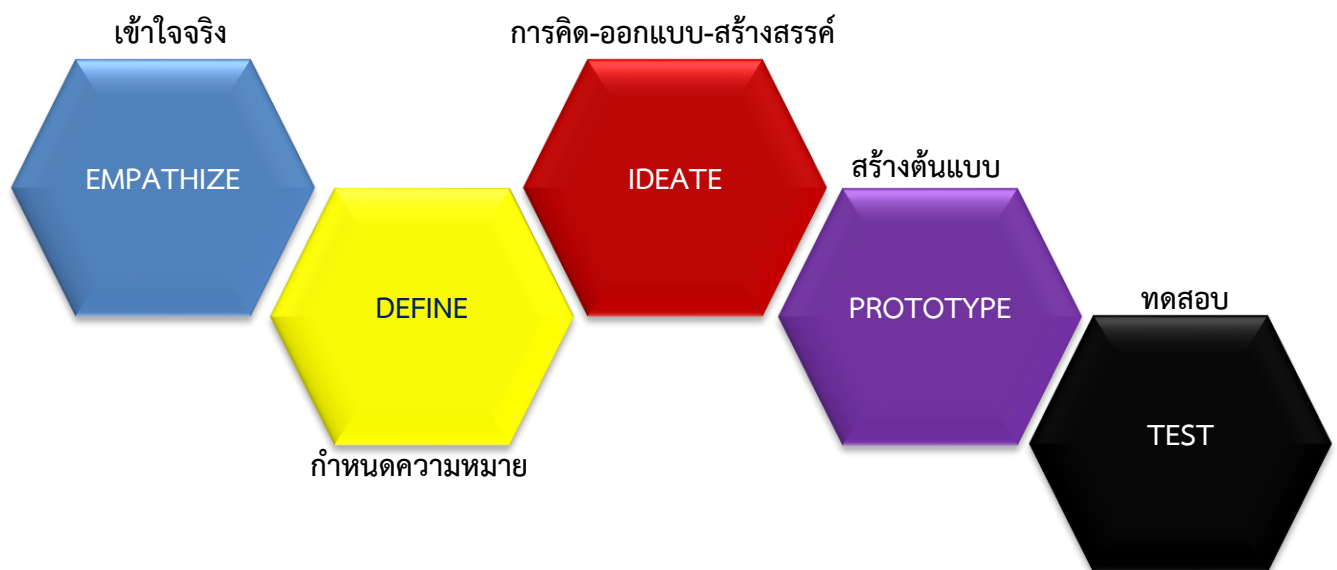 เข้าใจจริง
EMPATHIZE
DEFINE
กำหนดความหมาย
การคิด-ออกแบบ-สร้างสรรค์
IDEATE
สร้างต้นแบบ
PROTOTYPE
ทดสอบ
TEST